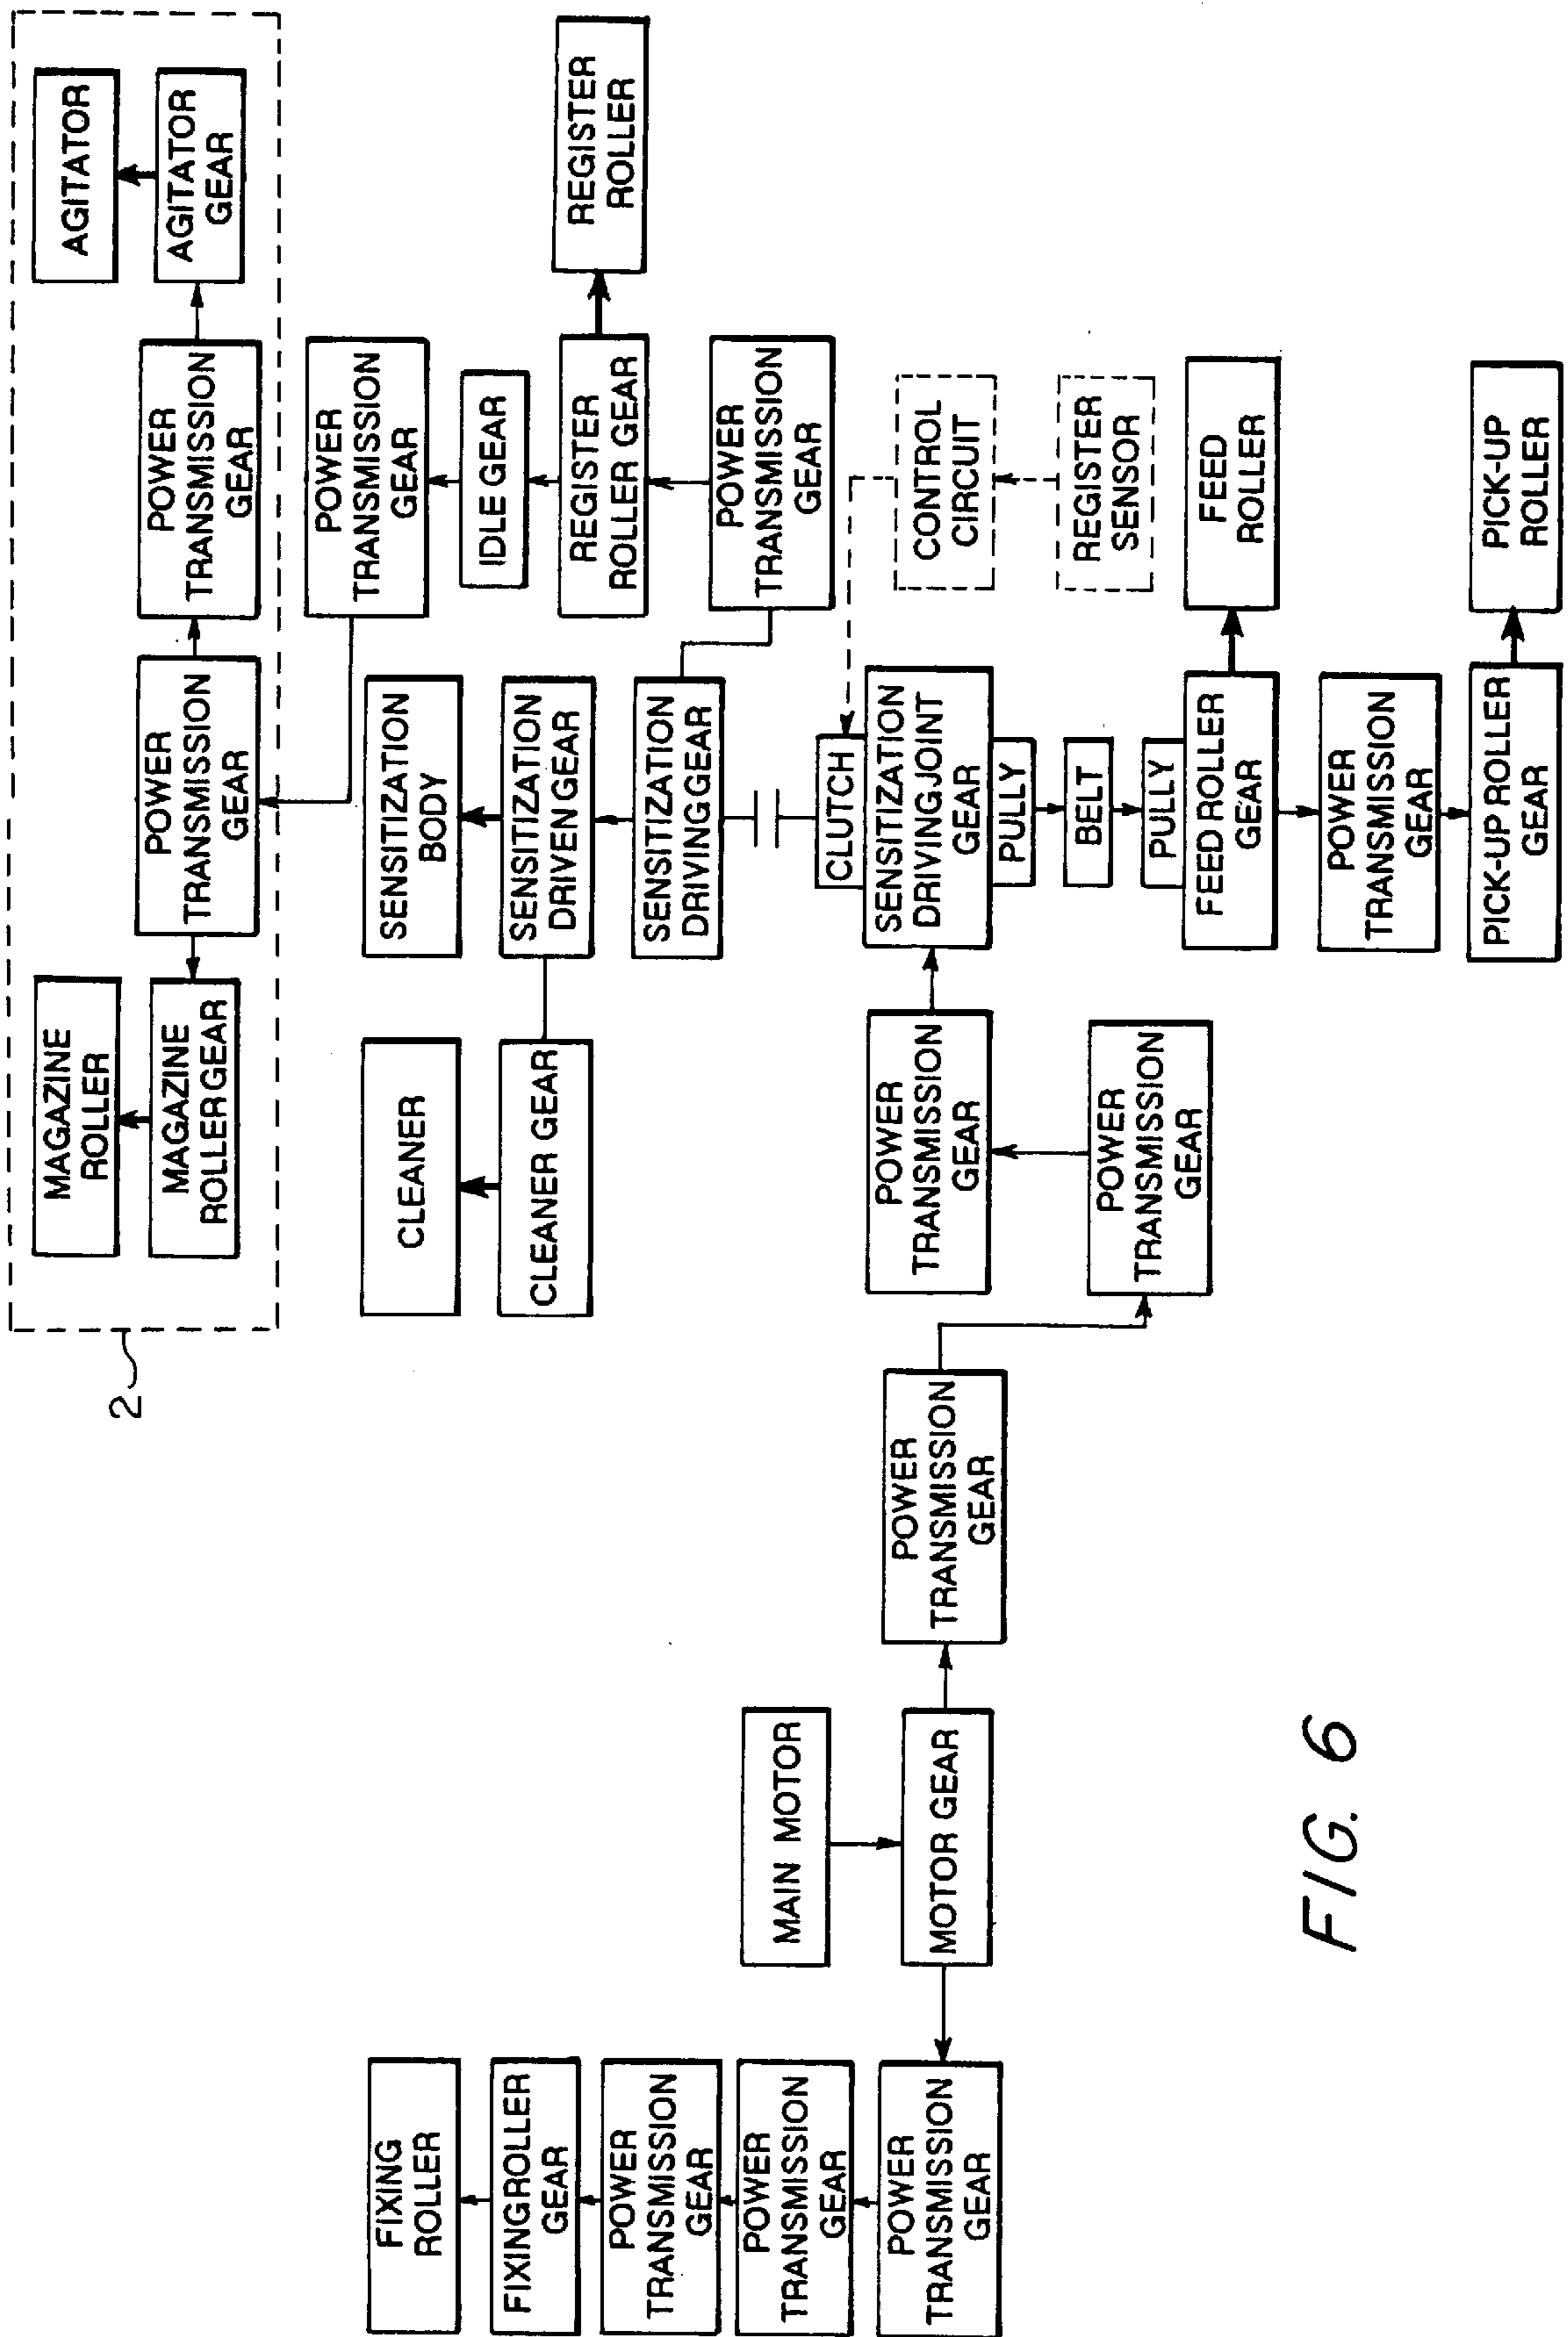 2
MAGAZINE
ROLLER
MAGAZINE
ROLLER GEAR
POWER
TRANSMISSION
GEAR
POWER
TRANSMISSION
GEAR
AGITATOR
AGITATOR
GEAR
FIXING
ROLLER
FIXINGROLLER
GEAR
POWER
TRANSMISSION
GEAR
POWER
TRANSMISSION
GEAR
POWER
TRANSMISSION
GEAR
MAIN MOTOR
MOTOR GEAR
POWER
TRANSMISSION
GEAR
POWER
TRANSMISSION
GEAR
POWER
TRANSMISSION
GEAR
CLEANER
CLEANER GEAR
SENSITIZATION
BODY
SENSITIZATION
DRIVEN GEAR
SENSITIZATION
DRIVINGGEAR
CLUTCH
SENSITIZATION
DRIVINGJOINT
GEAR
PULLY
BELT
PULLY
FEED ROLLER
GEAR
POWER
TRANSMISSION
GEAR
PICK-UP ROLLER
GEAR
POWER
TRANSMISSION
GEAR
IDLE GEAR
REGISTER
ROLLER GEAR
POWER
TRANSMISSION
GEAR
REGISTER
ROLLER
CONTROL
CIRCUIT
REGISTER
SENSOR
FEED
ROLLER
PICK-UP
ROLLER
FIG. 6